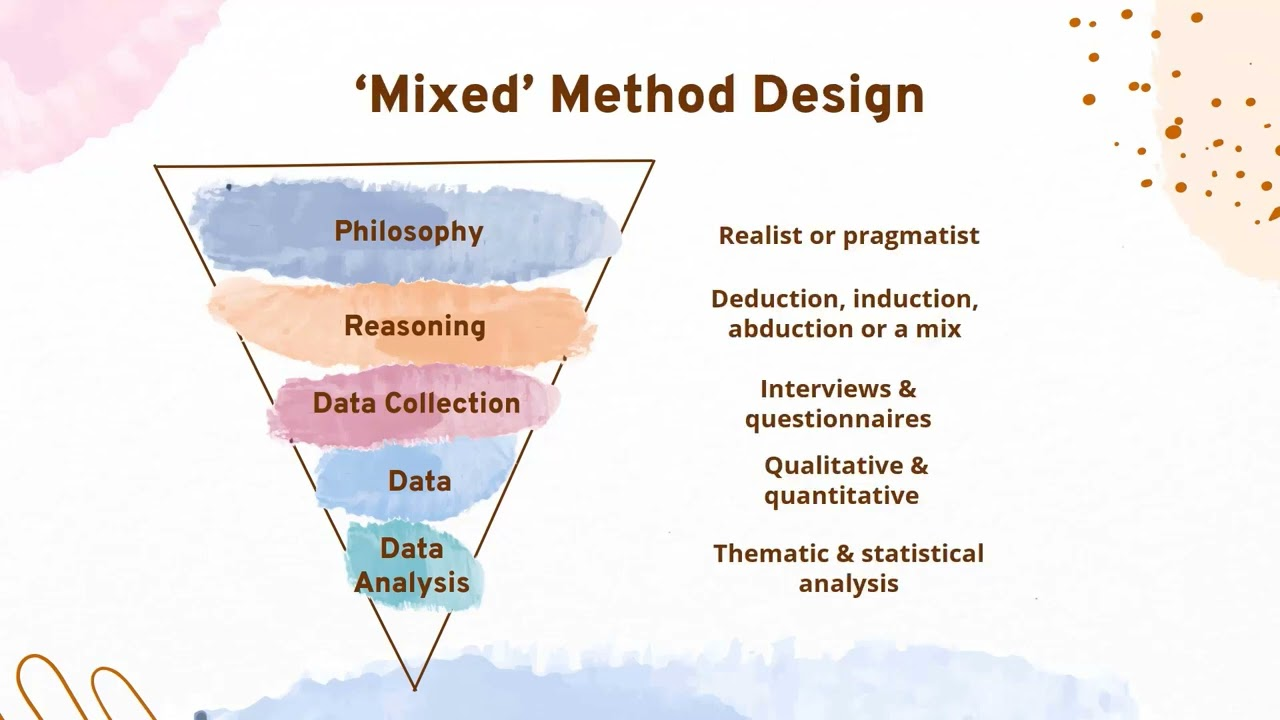 ‘Mixed’ Method Design
Philosophy
Realist or pragmatist
Reasoning
Deduction, induction,
abduction or a mix
Data Collection
Interviews &
questionnaires
Data
Qualitative &
quantitative
Data
Analysis
Thematic & statistical
analysis